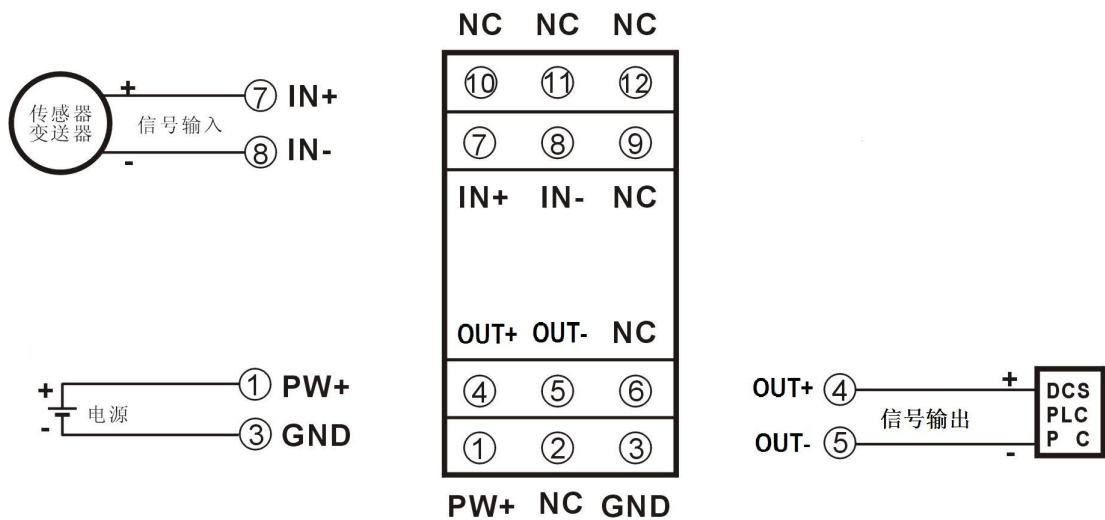 NC NC NC
⑩ ⑪ ⑫
⑦ ⑧ ⑨
IN+ IN- NC
OUT+ OUT- NC
④ ⑤ ⑥
① ② ③
PW+ NC GND
传感器
变送器
+
信号输入
-
⑦ IN+
⑧ IN-
+
电源
-
① PW+
③ GND
OUT+ ④
信号输出
OUT- ⑤
+
-
DCS
PLC
P C